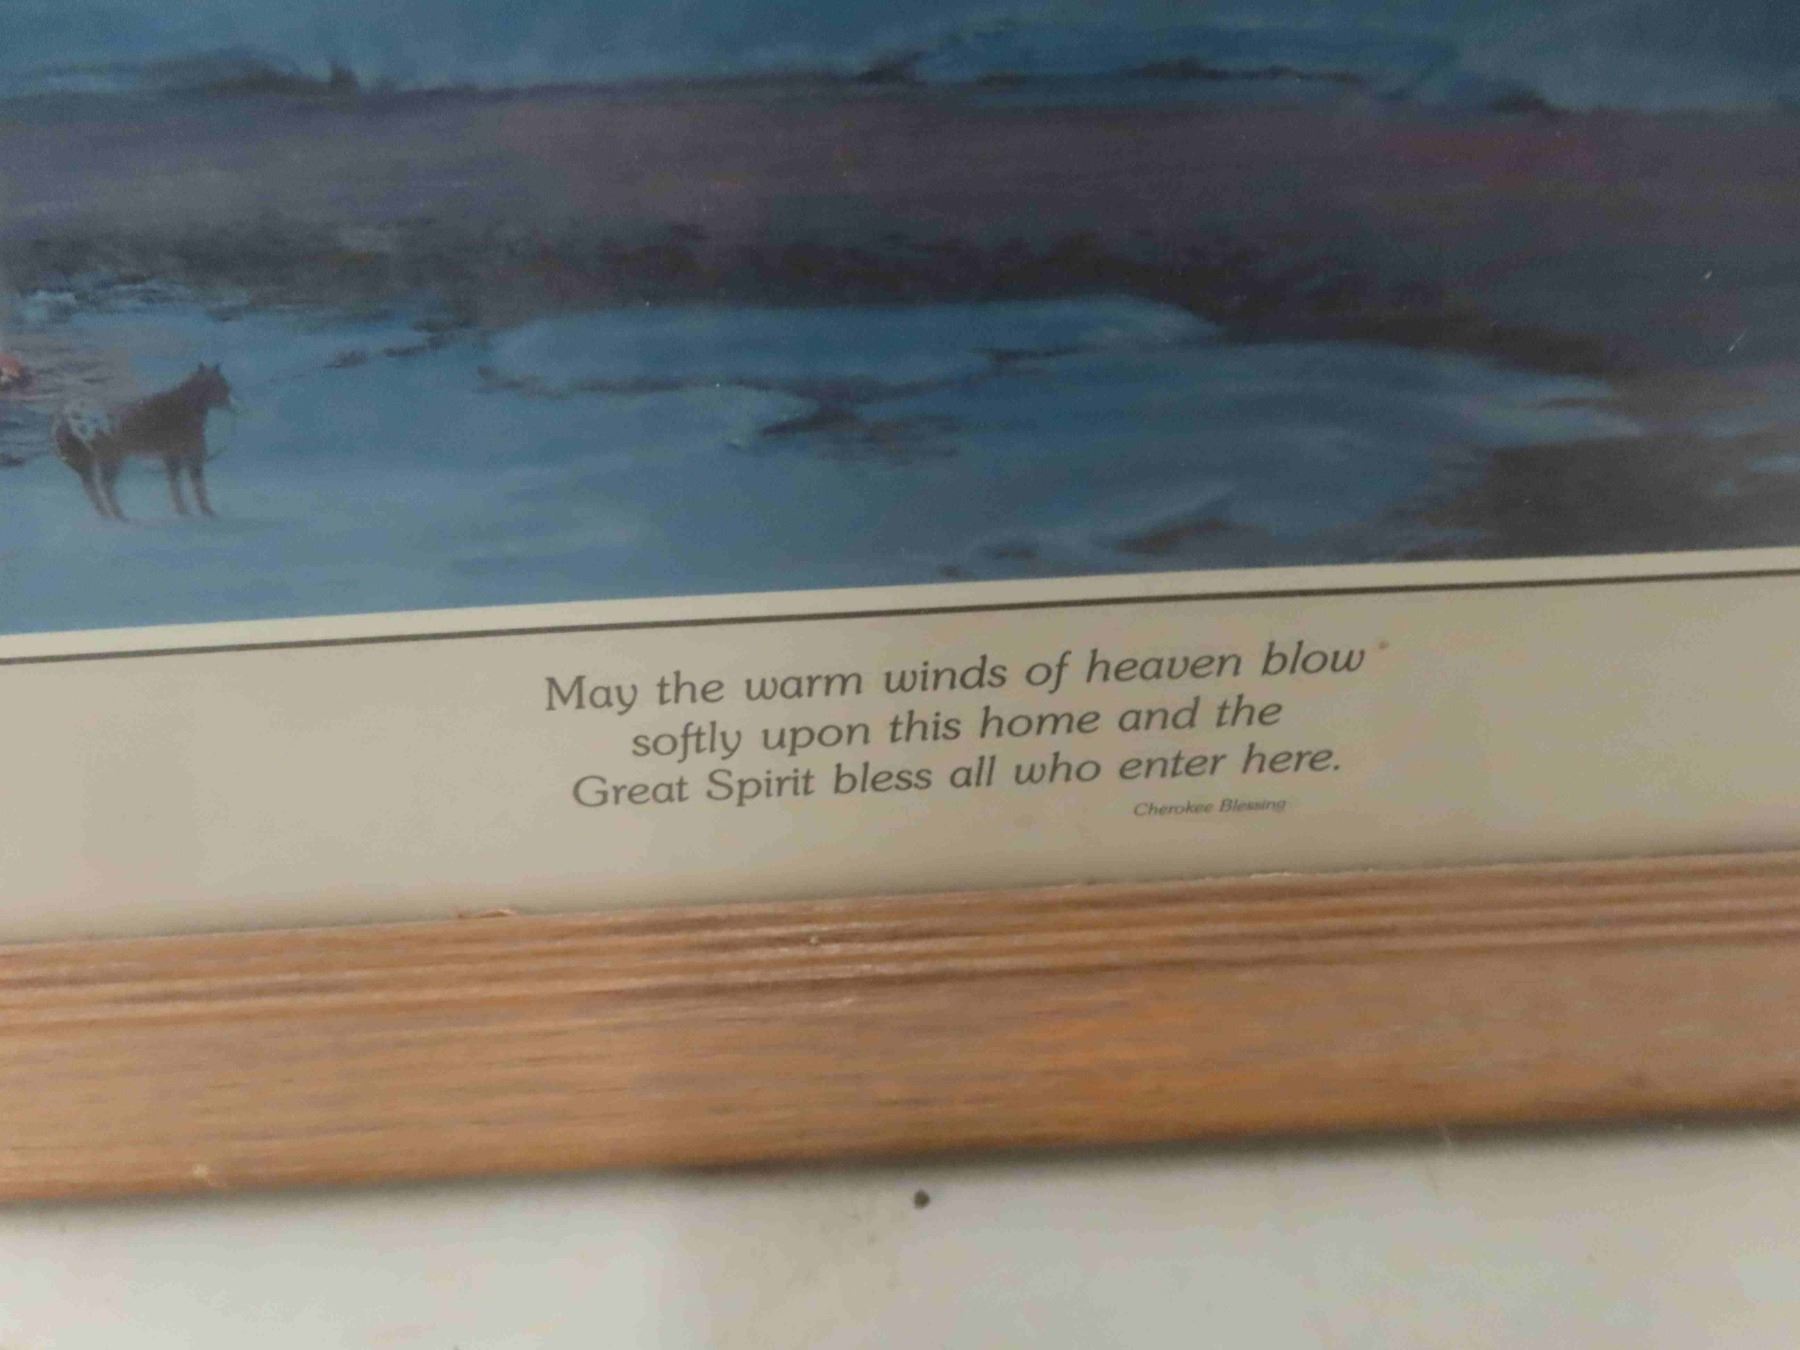 May the warm winds of heaven blow
softly upon this home and the
Great Spirit bless all who enter here.
Cherokee Blessing